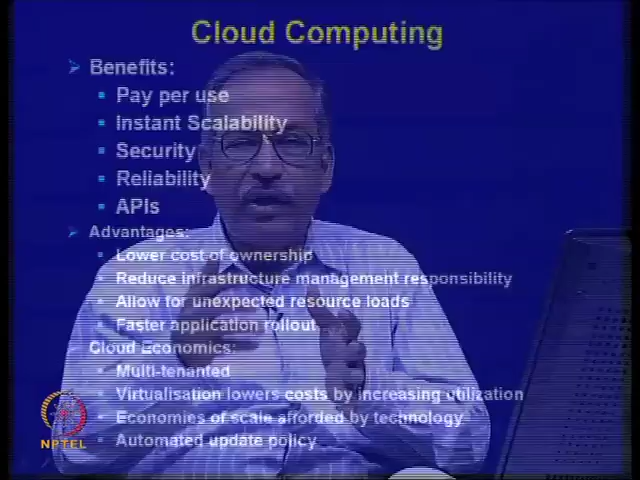 Cloud Computing
Benefits:
Pay per use
Instant Scalability
Security
Reliability
APIs
Advantages:
Lower cost of ownership
Reduce infrastructure management responsibility
Allow for unexpected resource loads
Faster application rollout
Cloud Economics:
Multi-tenanted
Virtualisation lowers costs by increasing utilization
Economies of scale afforded by technology
Automated update policy
NPTEL